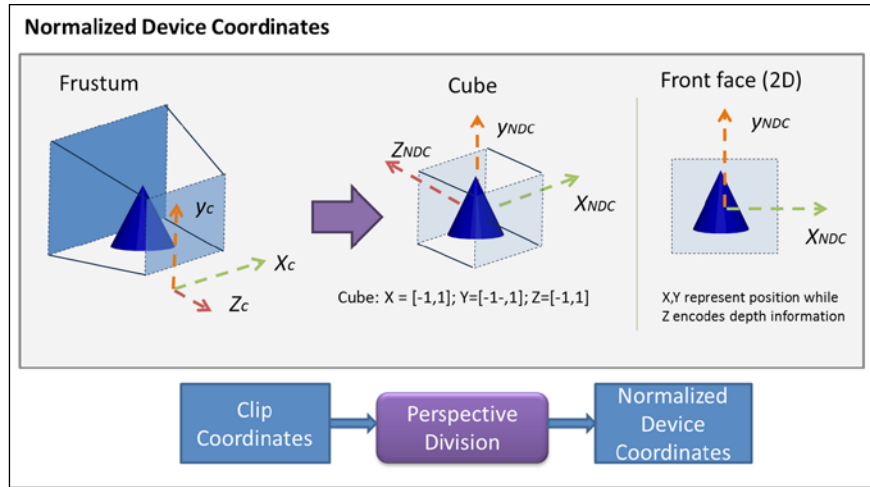 Normalized Device Coordinates
Frustum
Cube
Front face (2D)
yNDC
yNDC
ZNDC
yc
XNDC
Xc
XNDC
Zc
Cube: X = [-1,1]; Y=[-1-,1]; Z=[-1,1]
X,Y represent position while
Z encodes depth information
Clip
Coordinates
Perspective
Division
Normalized
Device
Coordinates